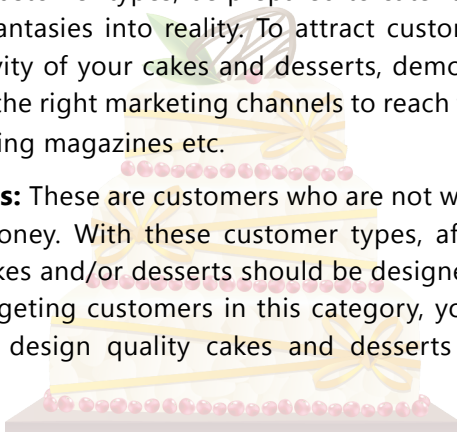 antasies into reality. To attract custom
vity of your cakes and desserts, demo
the right marketing channels to reach
ing magazines etc.
s: These are customers who are not w
oney. With these customer types, af
kes and/or desserts should be designe
geting customers in this category, yo
design quality cakes and desserts